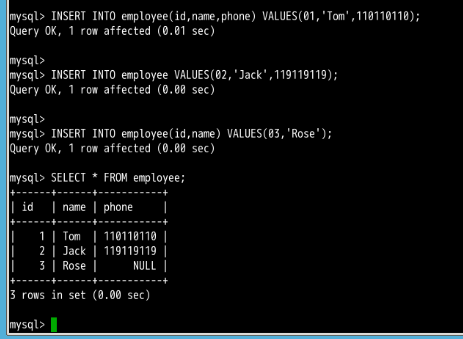 mysql> INSERT INTO employee(id,name,phone) VALUES(01,'Tom',110110110);
Query OK, 1 row affected (0.01 sec)
mysql>
mysql> INSERT INTO employee VALUES(02,'Jack',119119119);
Query OK, 1 row affected (0.00 sec)
mysql>
mysql> INSERT INTO employee(id,name) VALUES(03,'Rose');
Query OK, 1 row affected (0.00 sec)
mysql> SELECT * FROM employee;
+------+------+-----------+
| id   | name | phone     |
+------+------+-----------+
|    1 | Tom  | 110110110 |
|    2 | Jack | 119119119 |
|    3 | Rose |      NULL |
+------+------+-----------+
3 rows in set (0.00 sec)
mysql>